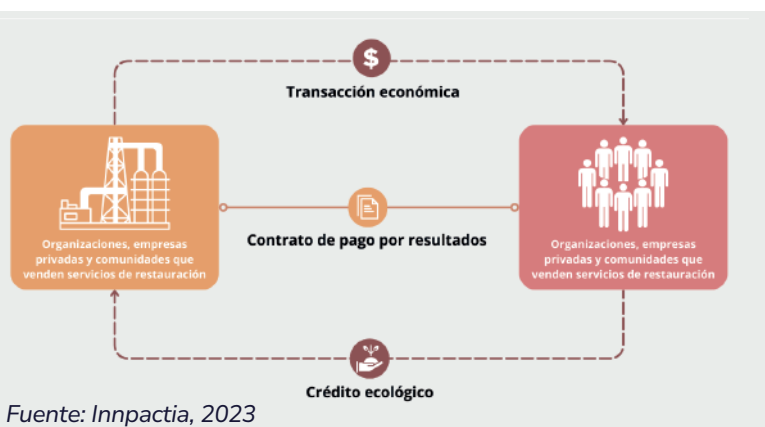 $
Transacción económica
Organizaciones, empresas
privadas y comunidades que
venden servicios de restauración
Contrato de pago por resultados
Organizaciones, empresas
privadas y comunidades que
venden servicios de restauración
Crédito ecológico
Fuente: Innpactia, 2023